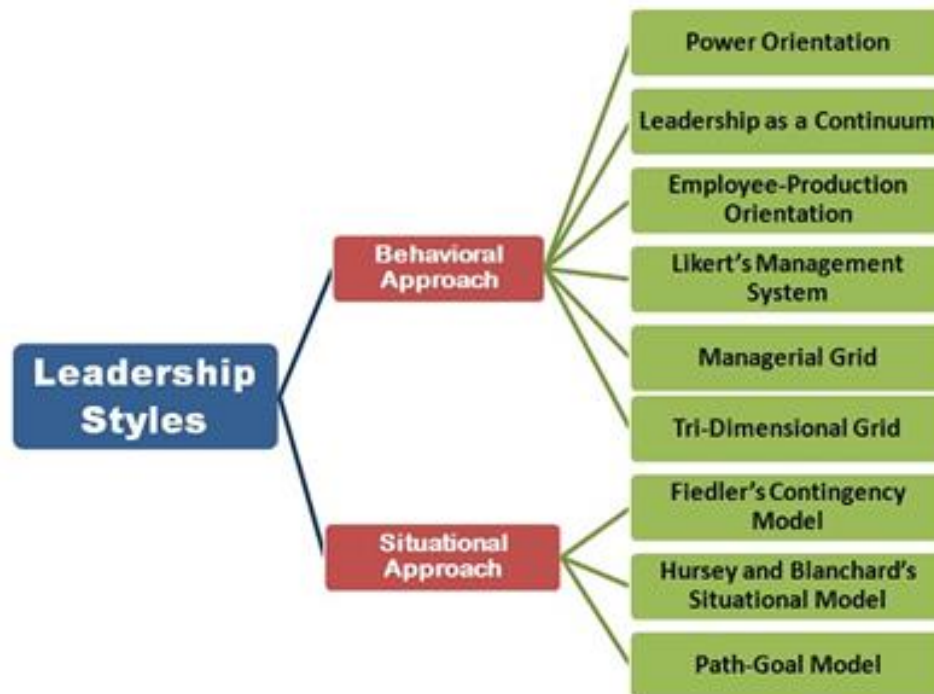 Power Orientation
Leadership as a Continuum
Employee-Production
Orientation
Behavioral
Approach
Likert's Management
System
Managerial Grid
Leadership
Styles
Tri-Dimensional Grid
Fiedler's Contingency
Model
Situational
Approach
Hursey and Blanchard's
Situational Model
Path-Goal Model